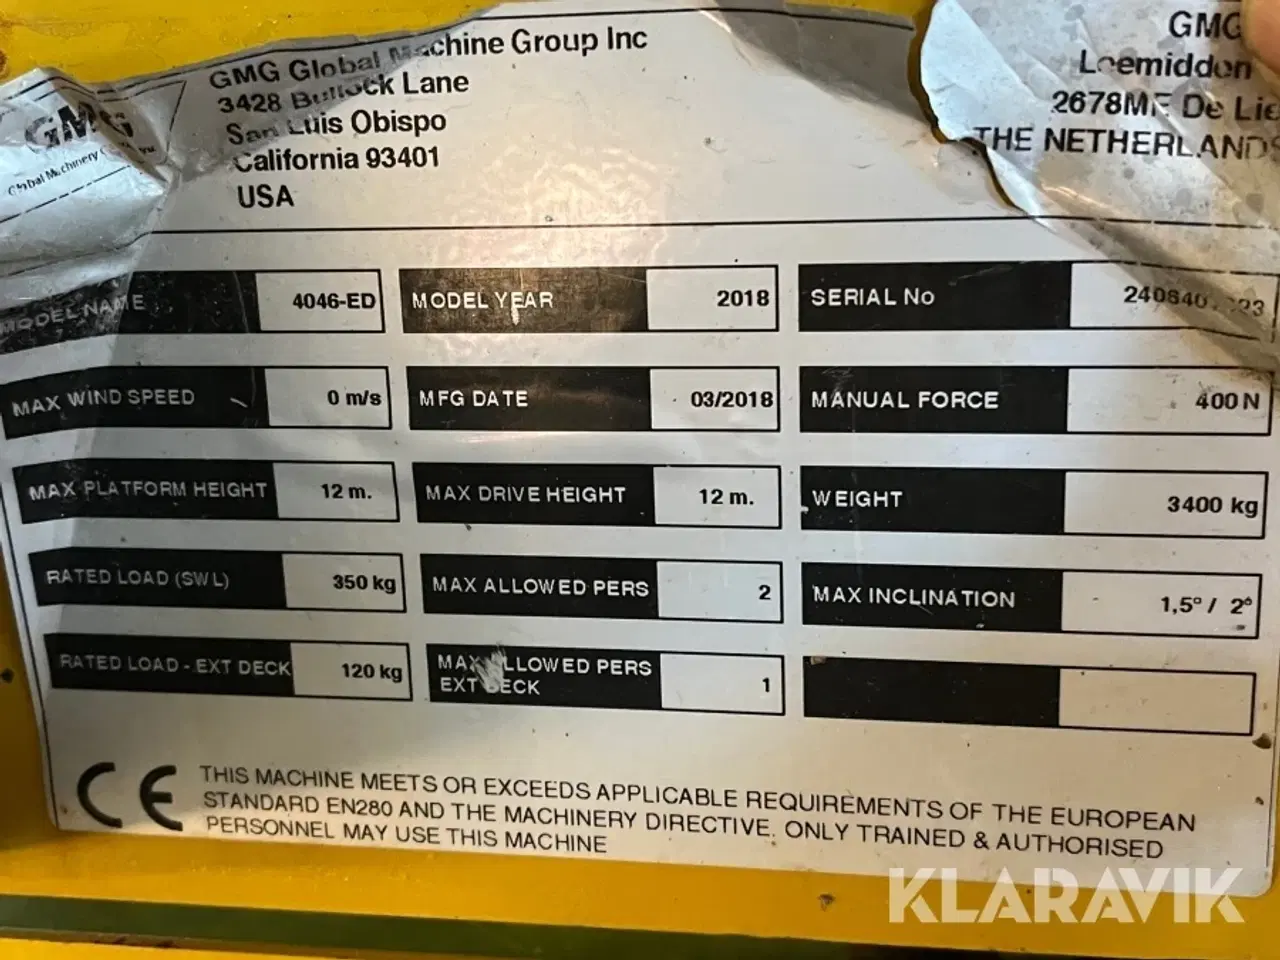 GMG
Global Machinery
GMG Global Machine Group Inc
3428 Bullock Lane
San Luis Obispo
California 93401
USA
GMG
Leemidden
2678ME De Lie
THE NETHERLANDS
MODEL NAME 4046-ED
MODEL YEAR 2018
SERIAL No
MAX WIND SPEED 0 m/s
MFG DATE 03/2018
MANUAL FORCE 400 N
MAX PLATFORM HEIGHT 12 m.
MAX DRIVE HEIGHT 12 m.
WEIGHT 3400 kg
RATED LOAD (SWL) 350 kg
MAX ALLOWED PERS 2
MAX INCLINATION 1,5° / 2°
RATED LOAD - EXT DECK 120 kg
MAX ALLOWED PERS
EXT DECK 1
CE
THIS MACHINE MEETS OR EXCEEDS APPLICABLE REQUIREMENTS OF THE EUROPEAN
STANDARD EN280 AND THE MACHINERY DIRECTIVE. ONLY TRAINED & AUTHORISED
PERSONNEL MAY USE THIS MACHINE
KLARAVIK